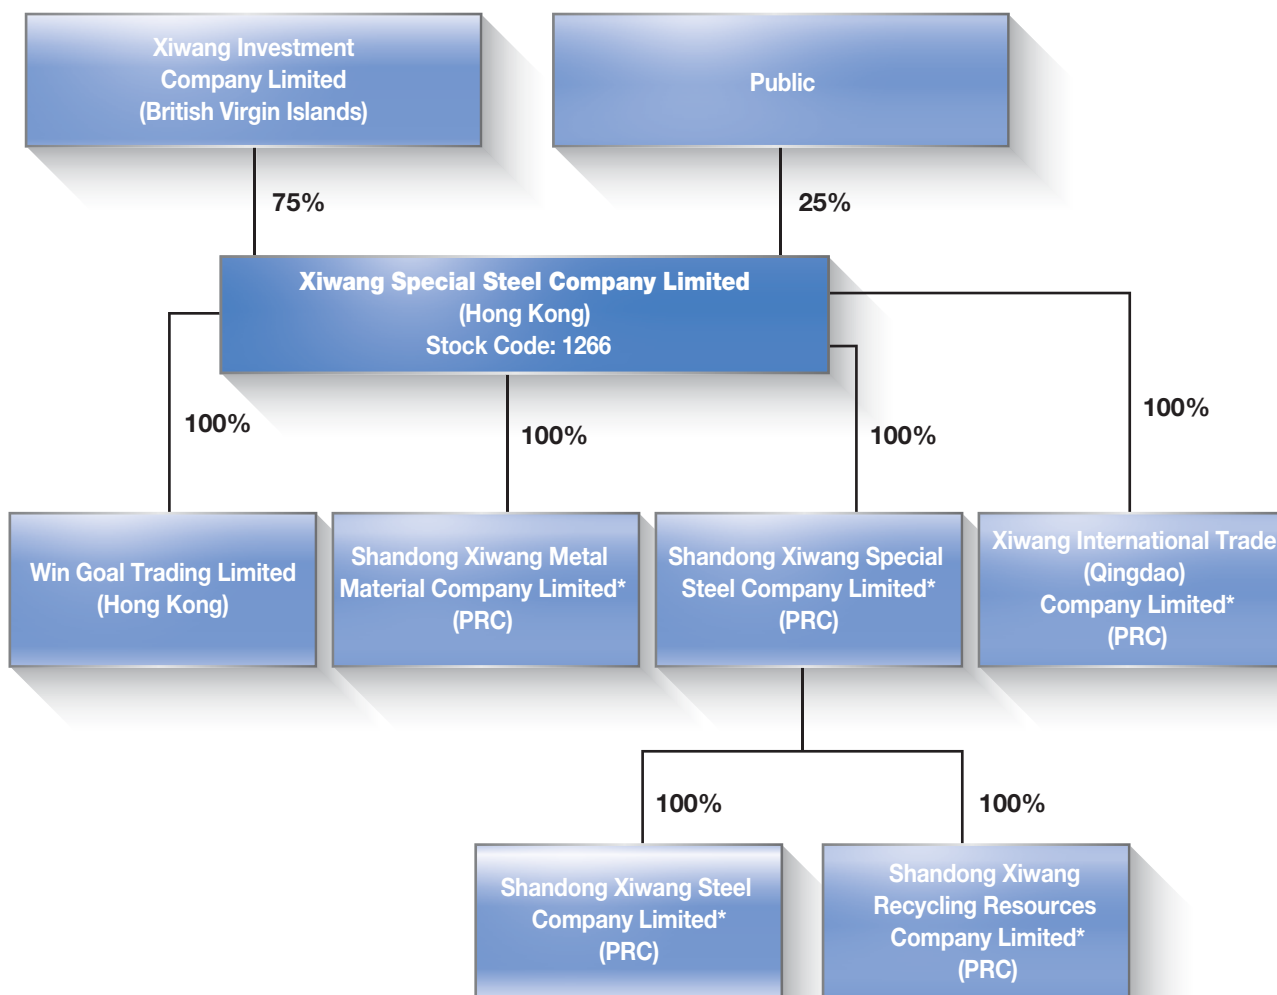 Xiwang Investment
Company Limited
(British Virgin Islands)
Public
75%
25%
Xiwang Special Steel Company Limited
(Hong Kong)
Stock Code: 1266
100%
100%
100%
100%
Win Goal Trading Limited
(Hong Kong)
Shandong Xiwang Metal
Material Company Limited*
(PRC)
Shandong Xiwang Special
Steel Company Limited*
(PRC)
Xiwang International Trade
(Qingdao)
Company Limited*
(PRC)
100%
100%
Shandong Xiwang Steel
Company Limited*
(PRC)
Shandong Xiwang
Recycling Resources
Company Limited*
(PRC)